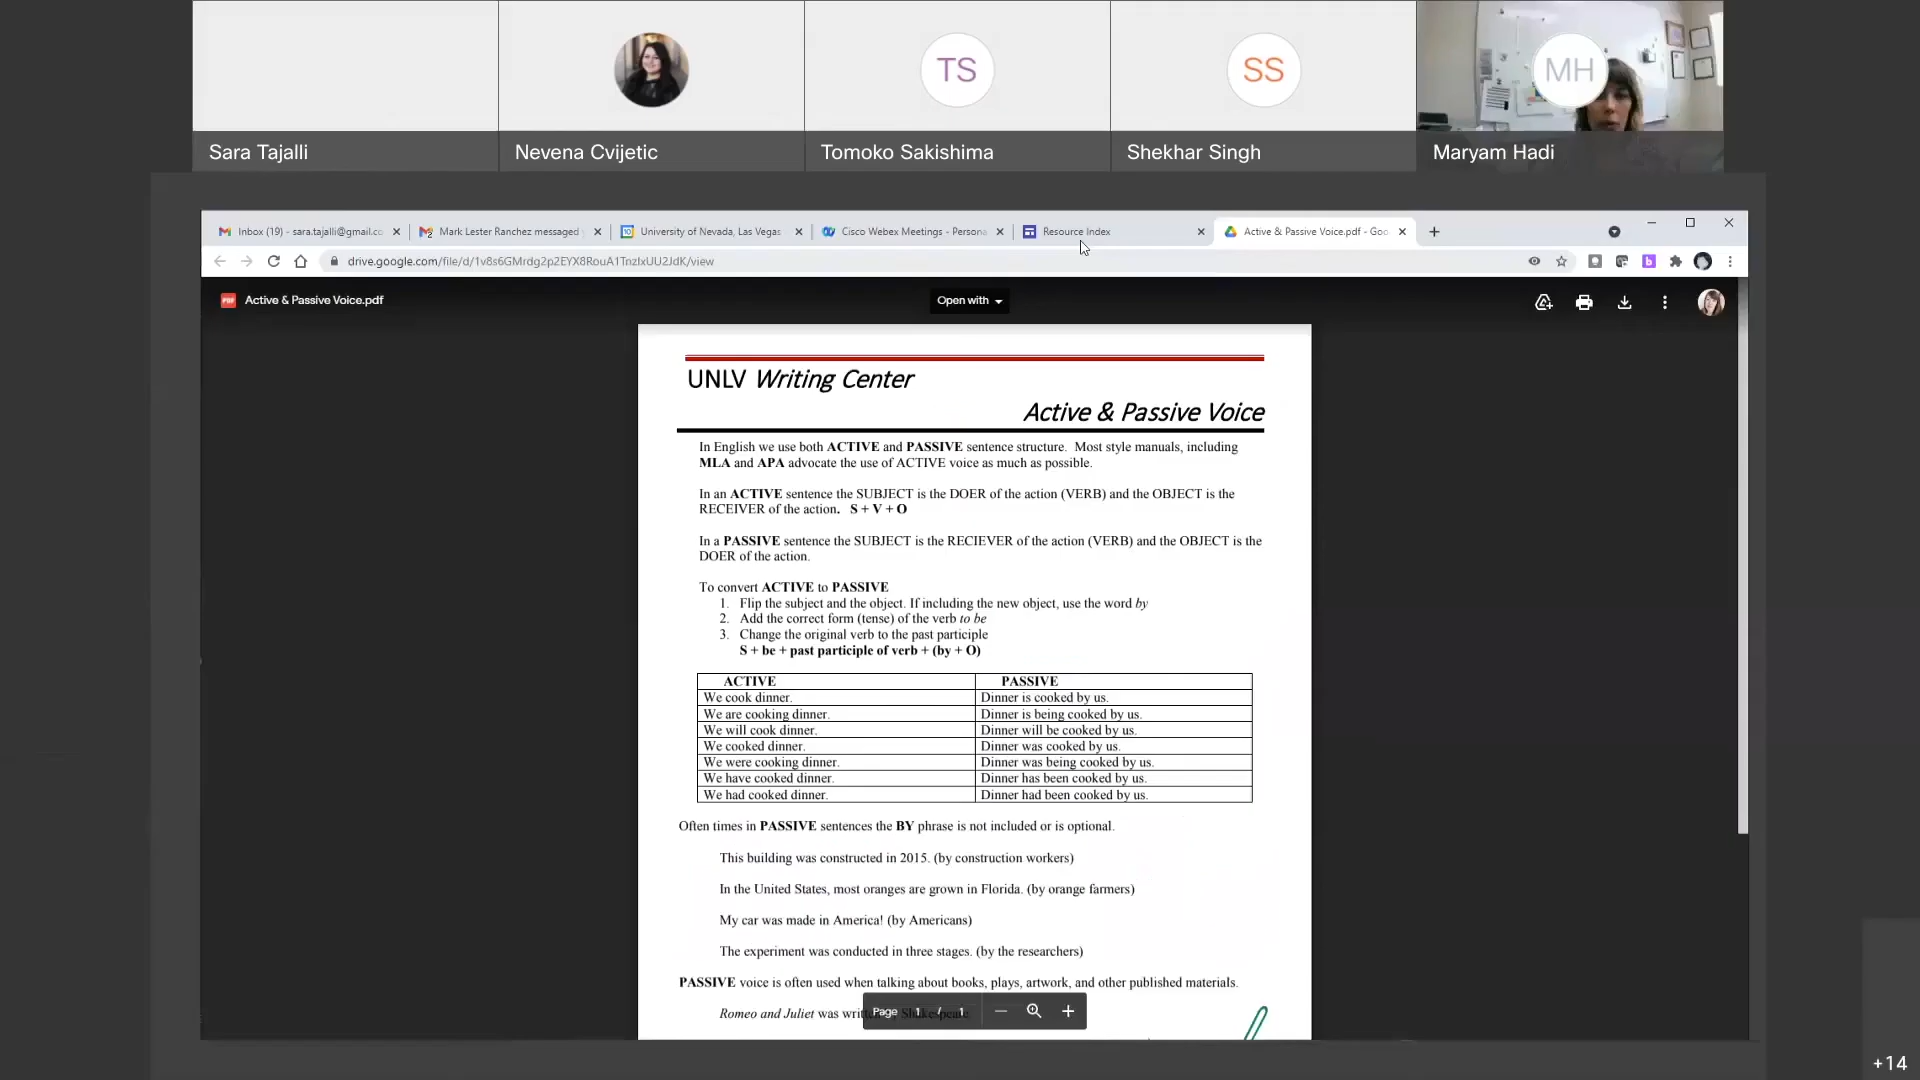 TS
SS
MH
Sara Tajalli
Nevena Cvijetic
Tomoko Sakishima
Shekhar Singh
Maryam Hadi
Inbox (19) - sara.tajalli@gmail.co
Mark Lester Ranchez messaged
University of Nevada, Las Vegas
Cisco Webex Meetings - Persona
Resource Index
Active & Passive Voice.pdf - Goo
drive.google.com/file/d/1v8s6GMrdg2p2EYX8RouA1TnzlxUU2JdK/view
PDF
Active & Passive Voice.pdf
Open with
UNLV Writing Center
Active & Passive Voice
In English we use both ACTIVE and PASSIVE sentence structure. Most style manuals, including
MLA and APA advocate the use of ACTIVE voice as much as possible.
In an ACTIVE sentence the SUBJECT is the DOER of the action (VERB) and the OBJECT is the
RECEIVER of the action. S + V + O
In a PASSIVE sentence the SUBJECT is the RECIEVER of the action (VERB) and the OBJECT is the
DOER of the action.
To convert ACTIVE to PASSIVE
1. Flip the subject and the object. If including the new object, use the word by
2. Add the correct form (tense) of the verb to be
3. Change the original verb to the past participle
S + be + past participle of verb + (by + O)
ACTIVE PASSIVE
We cook dinner. Dinner is cooked by us.
We are cooking dinner. Dinner is being cooked by us.
We will cook dinner. Dinner will be cooked by us.
We cooked dinner. Dinner was cooked by us.
We were cooking dinner. Dinner was being cooked by us.
We have cooked dinner. Dinner has been cooked by us.
We had cooked dinner. Dinner had been cooked by us.
Often times in PASSIVE sentences the BY phrase is not included or is optional.
This building was constructed in 2015. (by construction workers)
In the United States, most oranges are grown in Florida. (by orange farmers)
My car was made in America! (by Americans)
The experiment was conducted in three stages. (by the researchers)
PASSIVE voice is often used when talking about books, plays, artwork, and other published materials.
Romeo and Juliet was Shakespeare
Page 1 / 1
+14